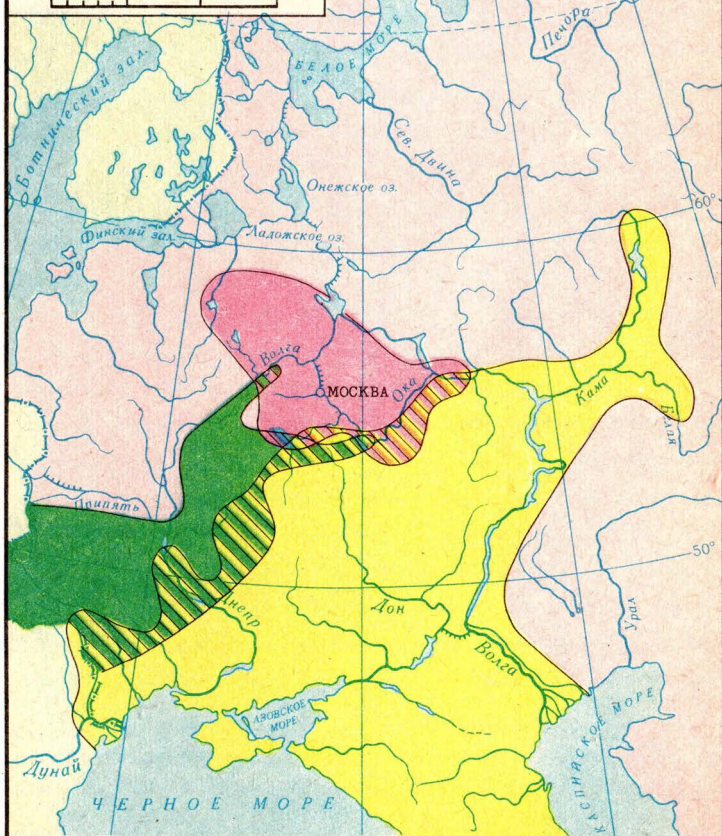 Печора
БЕЛОЕ МОРЕ
Ботнический зал.
Сев. Двина
Онежское оз.
60°
Финский зал.
Ладожское оз.
Волга
МОСКВА
Ока
Кама
Белая
Припять
50°
Днепр
Дон
Урал
Волга
АЗОВСКОЕ
МОРЕ
КАСПИЙСКОЕ МОРЕ
Дунай
ЧЕРНОЕ МОРЕ